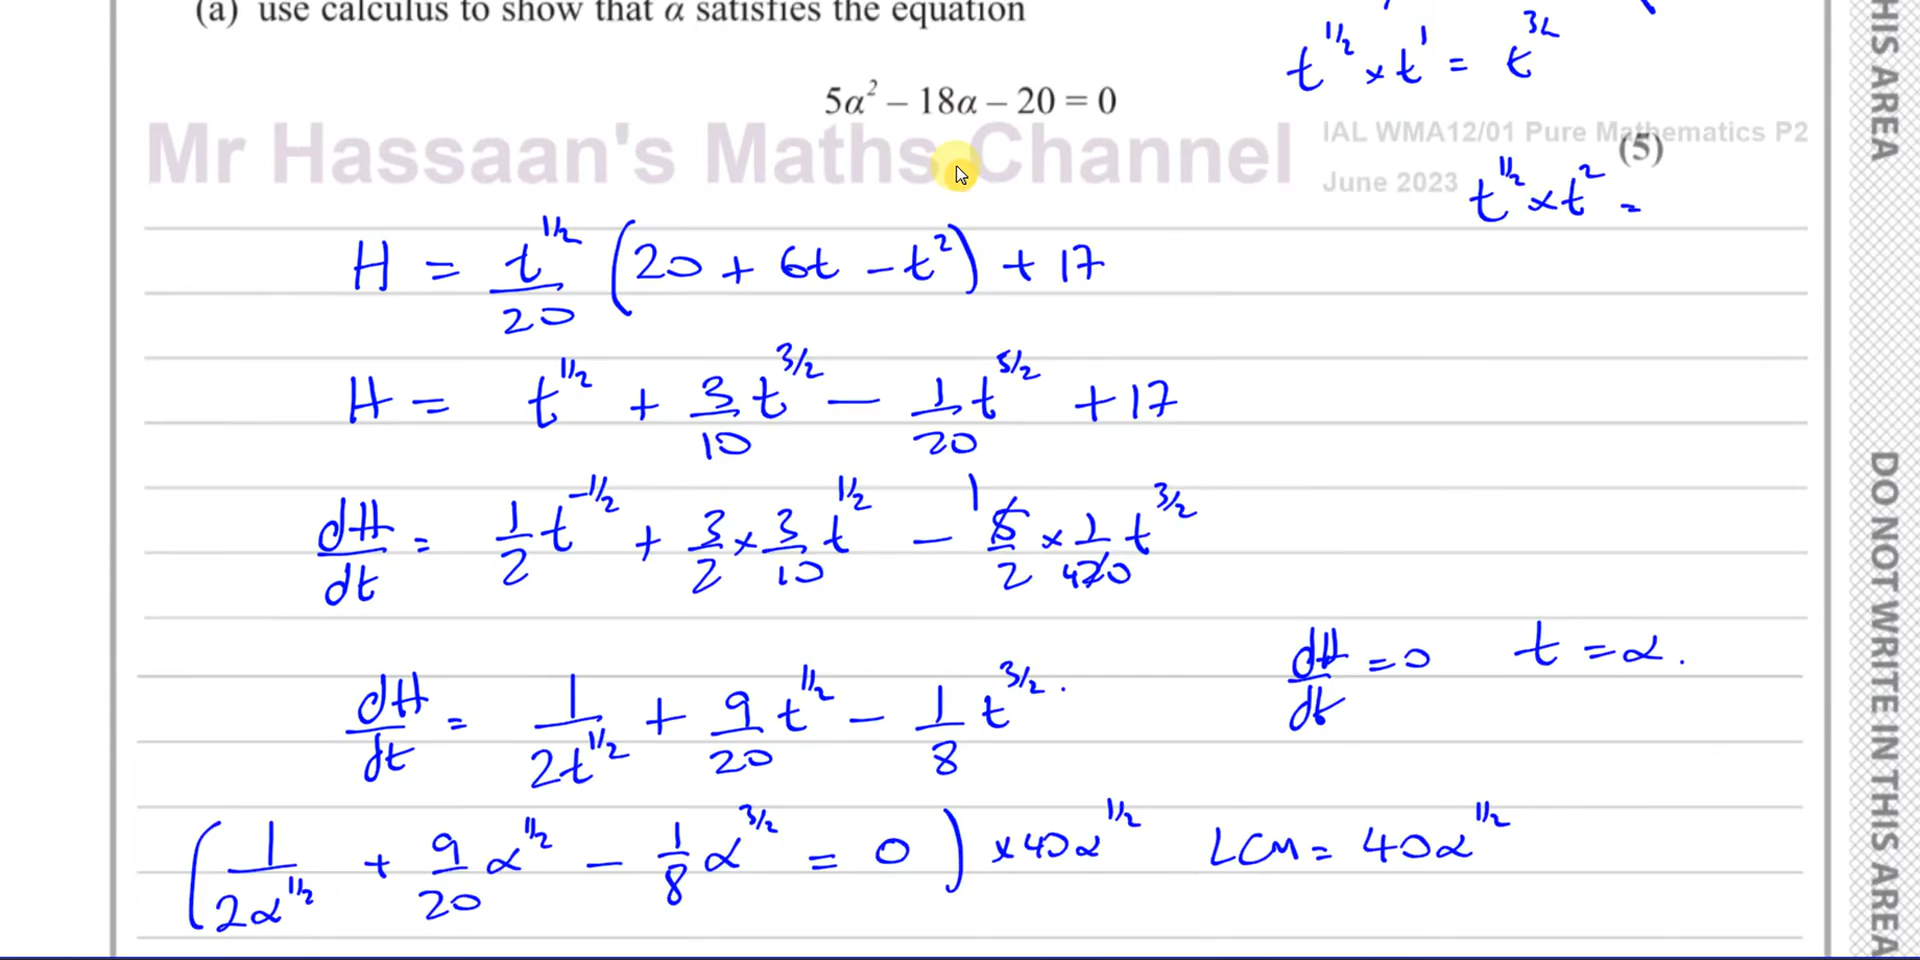 (a) use calculus to show that α satisfies the equation
t^1/2 × t^1 = t^3/2
5α² – 18α – 20 = 0
Mr Hassaan's Maths Channel
IAL WMA12/01 Pure Mathematics P2
June 2023
(5)
t^1/2 × t^2 =
H = t^1/2/20 (20 + 6t - t^2) + 17
H = t^1/2 + 3/10 t^3/2 - 1/20 t^5/2 + 17
dH/dt = 1/2 t^-1/2 + 3/2 × 3/10 t^1/2 - 1 5/2 × 1/4 20 t^3/2
dH/dt = 0 t = α.
dH/dt = 1/2t^1/2 + 9/20 t^1/2 - 1/8 t^3/2.
(1/2α^1/2 + 9/20 α^1/2 - 1/8 α^3/2 = 0) × 40α^1/2 LCM = 40α^1/2
HIS AREA
DO NOT WRITE IN THIS AREA